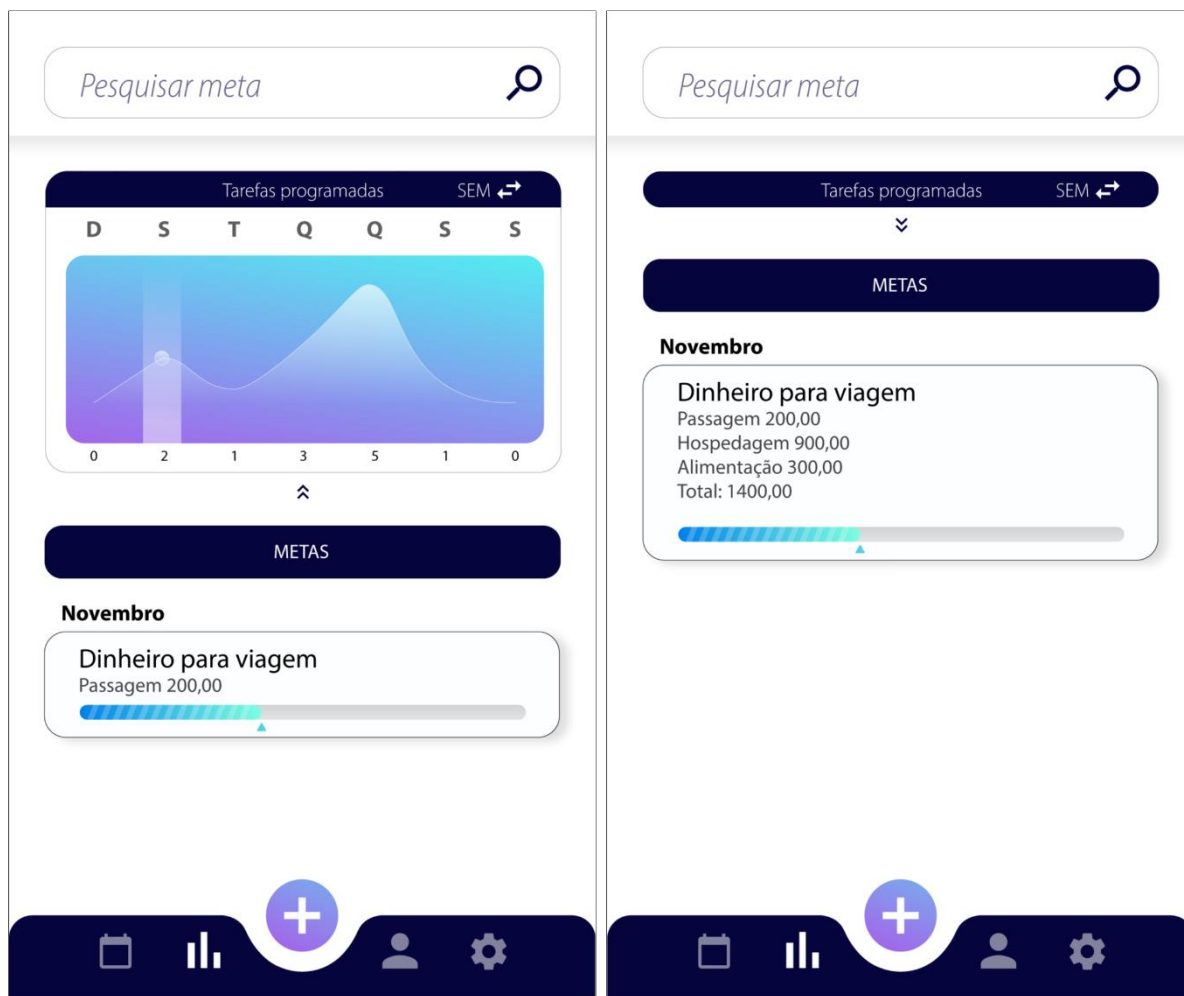 Pesquisar meta
Tarefas programadas SEM
D S T Q Q S S
0 2 1 3 5 1 0
METAS
Novembro
Dinheiro para viagem
Passagem 200,00
Pesquisar meta
Tarefas programadas SEM
METAS
Novembro
Dinheiro para viagem
Passagem 200,00
Hospedagem 900,00
Alimentação 300,00
Total: 1400,00